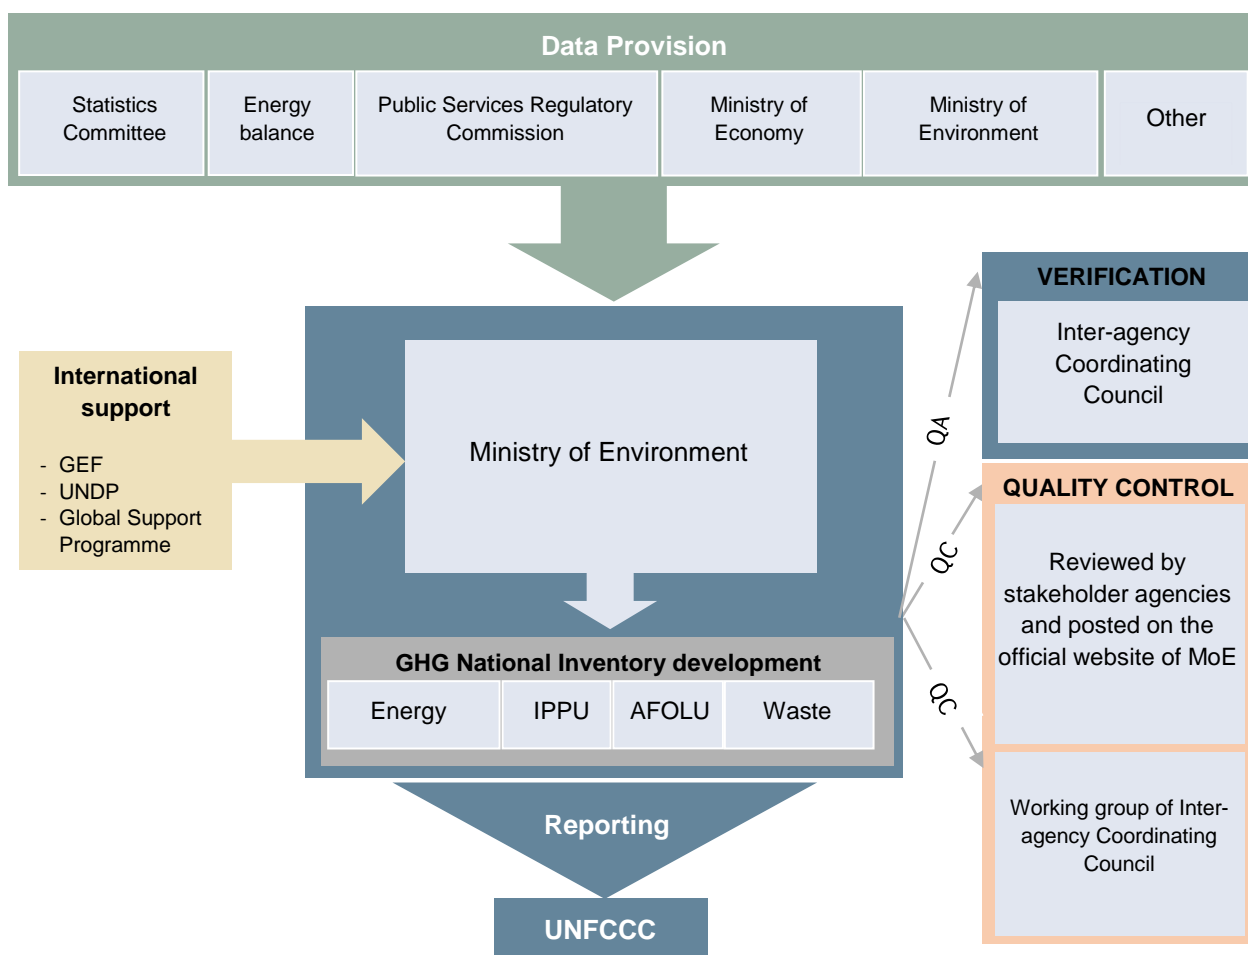 Data Provision
Statistics
Committee
Energy
balance
Public Services Regulatory
Commission
Ministry of
Economy
Ministry of
Environment
Other
International
support
- GEF
- UNDP
- Global Support
Programme
Ministry of Environment
GHG National Inventory development
Energy
IPPU
AFOLU
Waste
Reporting
UNFCCC
QA
QC
QC
VERIFICATION
Inter-agency
Coordinating
Council
QUALITY CONTROL
Reviewed by
stakeholder agencies
and posted on the
official website of MoE
Working group of Inter-
agency Coordinating
Council